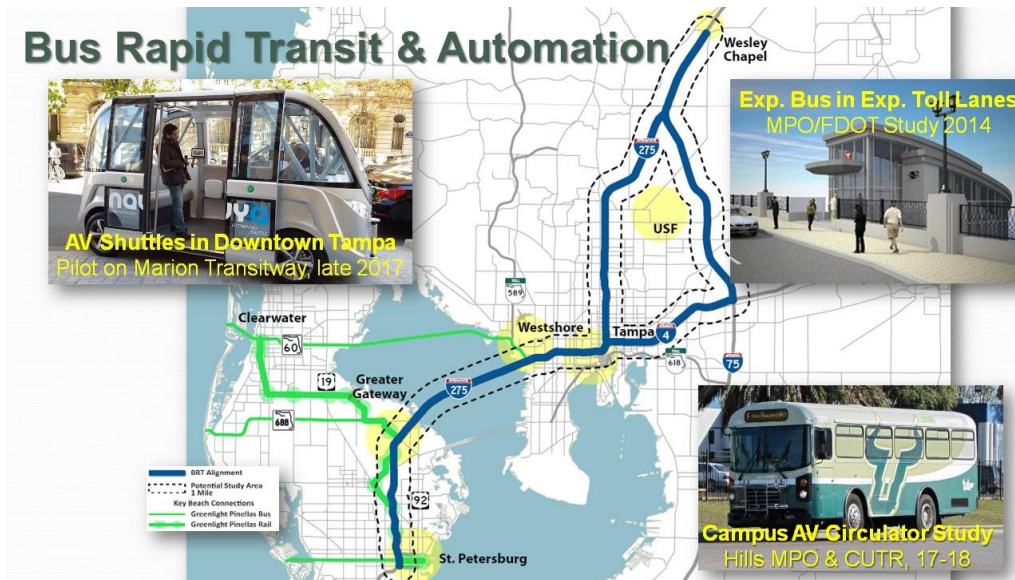 Bus Rapid Transit & Automation
Wesley
Chapel
Exp. Bus in Exp. Toll Lanes
MPO/FDOT Study 2014
275
USF
AV Shuttles in Downtown Tampa
Pilot on Marion Transitway, late 2017
TOLL
589
Clearwater
Westshore
Tampa
4
60
TOLL
618
75
19
Greater
Gateway
275
688
BRT Alignment
Potential Study Area
1 Mile
Key Beach Connections
Greenlight Pinellas Bus
Greenlight Pinellas Rail
92
St. Petersburg
Campus AV Circulator Study
Hills MPO & CUTR, 17-18